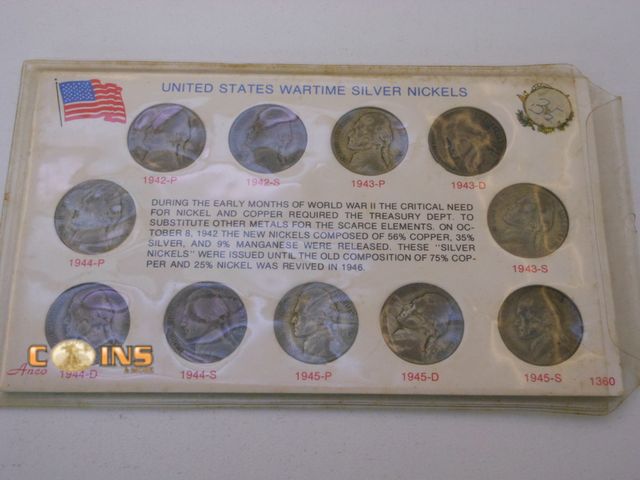 UNITED STATES WARTIME SILVER NICKELS
1942-P
1942-S
1943-P
1943-D
DURING THE EARLY MONTHS OF WORLD WAR II THE CRITICAL NEED
FOR NICKEL AND COPPER REQUIRED THE TREASURY DEPT. TO
SUBSTITUTE OTHER METALS FOR THE SCARCE ELEMENTS. ON OC-
TOBER 8, 1942 THE NEW NICKELS COMPOSED OF 56% COPPER, 35%
SILVER, AND 9% MANGANESE WERE RELEASED. THESE "SILVER
NICKELS" WERE ISSUED UNTIL THE OLD COMPOSITION OF 75% COP-
PER AND 25% NICKEL WAS REVIVED IN 1946.
1944-P
1943-S
COINS
& MORE
Anco
1944-D
1944-S
1945-P
1945-D
1945-S
1360